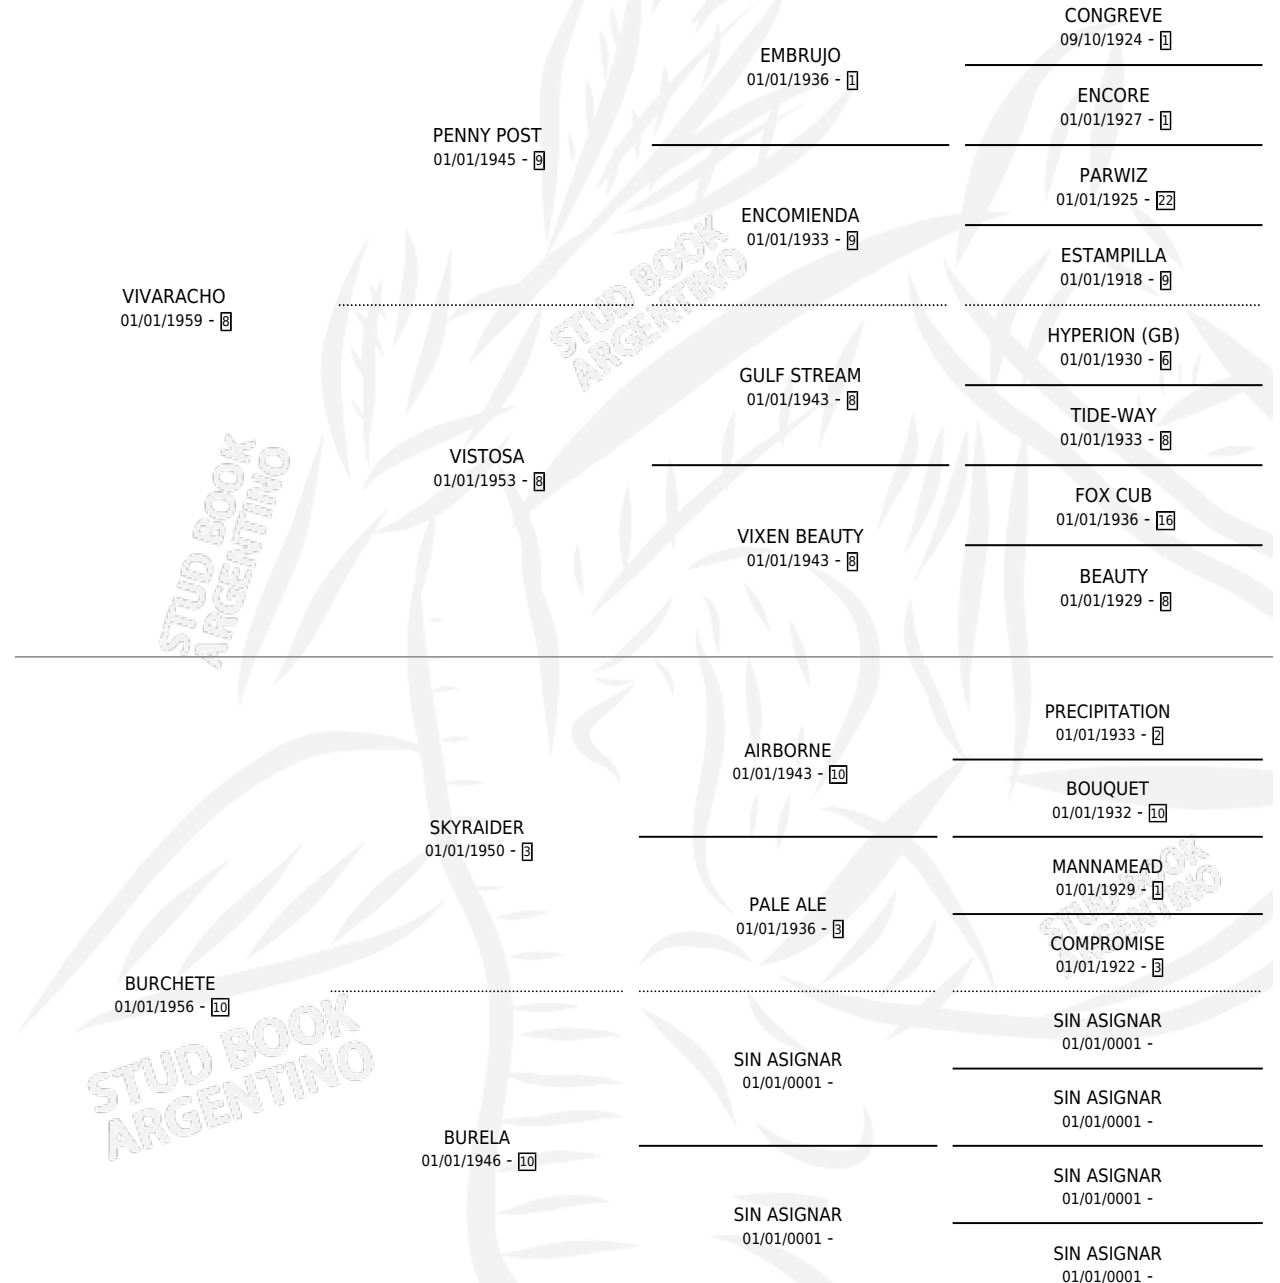 CONGREVE
09/10/1924 - 1
EMBRUJO
01/01/1936 - 1
ENCORE
01/01/1927 - 1
PENNY POST
01/01/1945 - 9
PARWIZ
01/01/1925 - 22
ENCOMIENDA
01/01/1933 - 9
ESTAMPILLA
01/01/1918 - 9
VIVARACHO
01/01/1959 - 8
HYPERION (GB)
01/01/1930 - 6
GULF STREAM
01/01/1943 - 8
TIDE-WAY
01/01/1933 - 8
VISTOSA
01/01/1953 - 8
FOX CUB
01/01/1936 - 16
VIXEN BEAUTY
01/01/1943 - 8
BEAUTY
01/01/1929 - 8
PRECIPITATION
01/01/1933 - 2
AIRBORNE
01/01/1943 - 10
BOUQUET
01/01/1932 - 10
SKYRAIDER
01/01/1950 - 3
MANNAMEAD
01/01/1929 - 1
PALE ALE
01/01/1936 - 3
COMPROMISE
01/01/1922 - 3
BURCHETE
01/01/1956 - 10
SIN ASIGNAR
01/01/0001 -
SIN ASIGNAR
01/01/0001 -
SIN ASIGNAR
01/01/0001 -
BURELA
01/01/1946 - 10
SIN ASIGNAR
01/01/0001 -
SIN ASIGNAR
01/01/0001 -
SIN ASIGNAR
01/01/0001 -
STUD BOOK
ARGENTINO
STUD BOOK
ARGENTINO
STUD BOOK
ARGENTINO
STUD BOOK
ARGENTINO